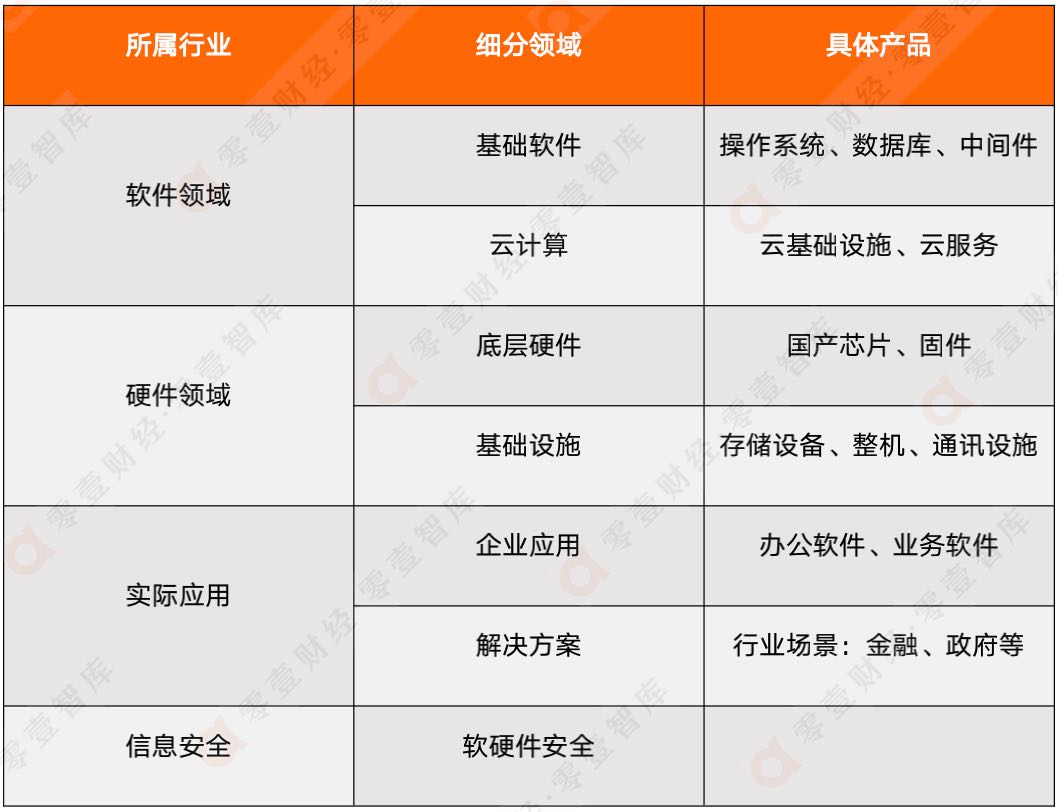 所属行业 细分领域 具体产品
软件领域 基础软件 操作系统、数据库、中间件
云计算 云基础设施、云服务
硬件领域 底层硬件 国产芯片、固件
基础设施 存储设备、整机、通讯设施
实际应用 企业应用 办公软件、业务软件
解决方案 行业场景：金融、政府等
信息安全 软硬件安全
零壹财经·零壹智库